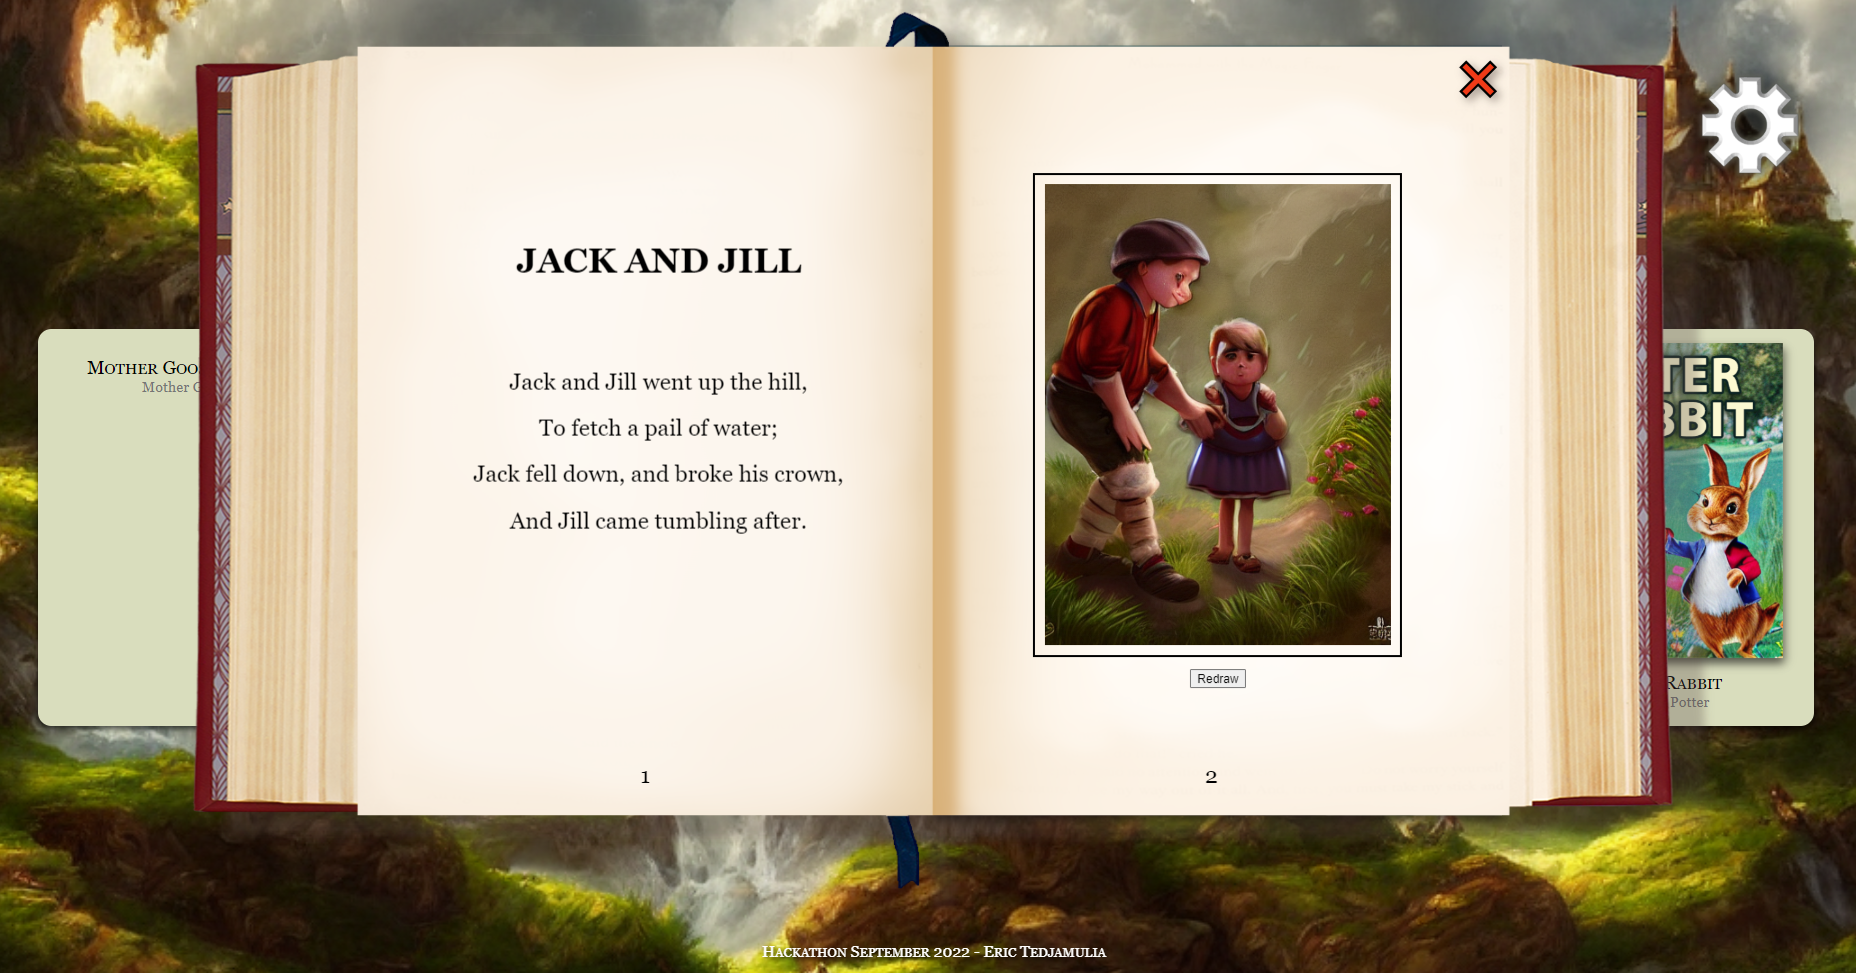 JACK AND JILL
Jack and Jill went up the hill,
To fetch a pail of water;
Jack fell down, and broke his crown,
And Jill came tumbling after.
1
Redraw
2
Mother Goo
Mother G
TER
BBIT
Rabbit
Potter
Hackathon September 2022 - Eric Tedjamulia